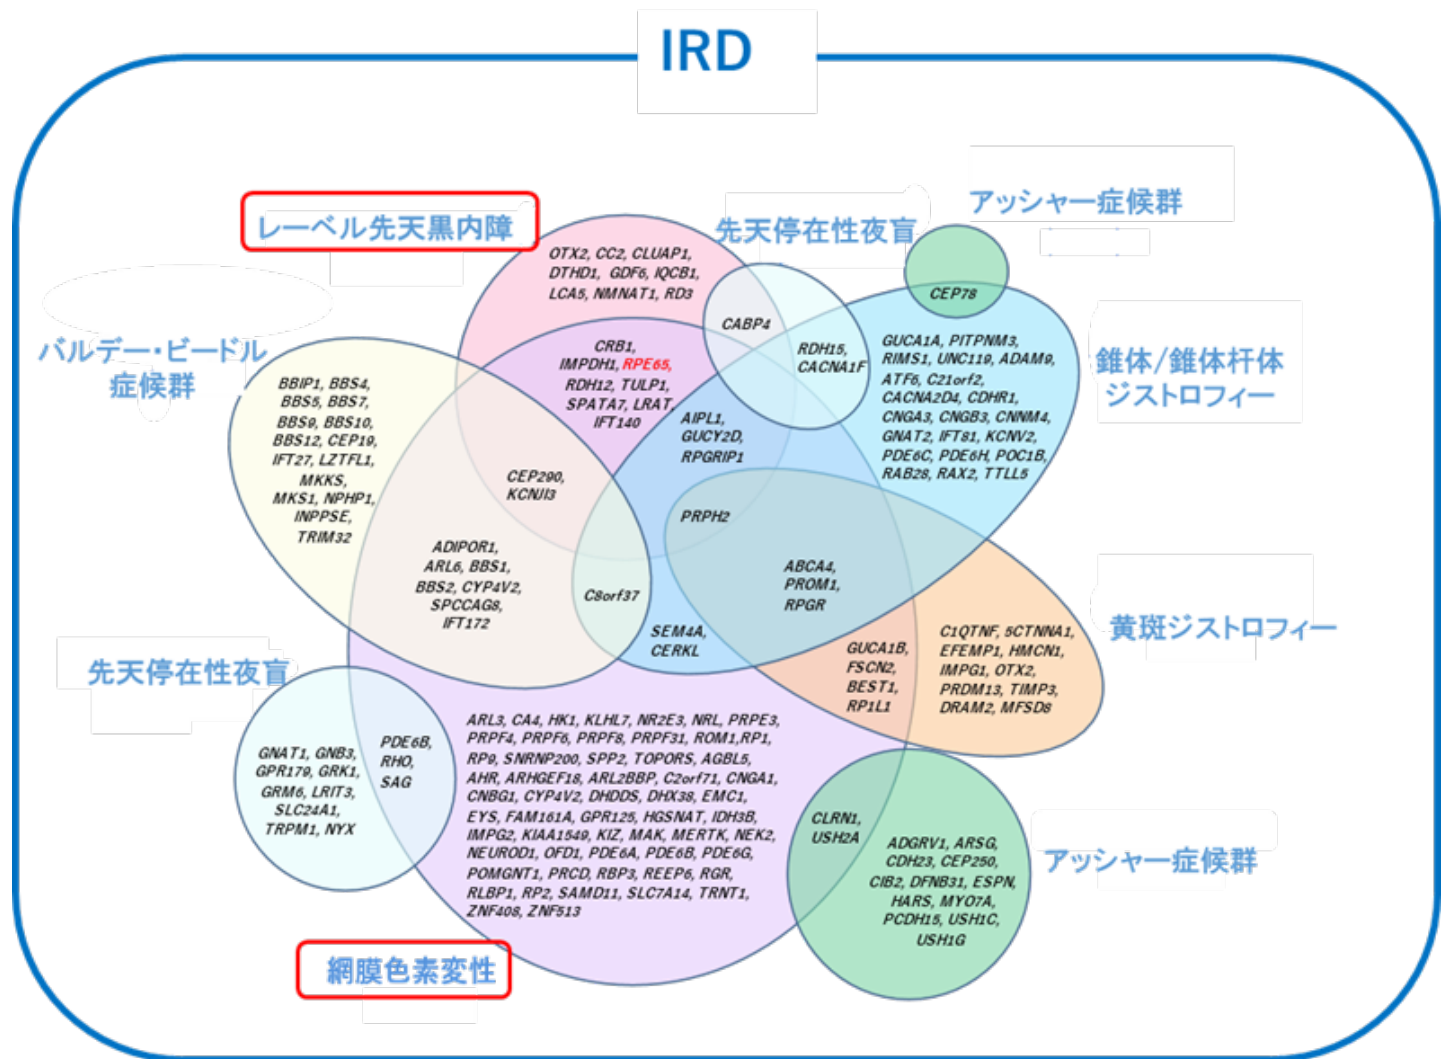 IRD
レーベル先天黒内障
先天停在性夜盲
アッシャー症候群
バルデー・ビードル
症候群
錐体/錐体杆体
ジストロフィー
黄斑ジストロフィー
先天停在性夜盲
アッシャー症候群
網膜色素変性
OTX2, CC2, CLUAP1,
DTHD1, GDF6, IQCB1,
LCA5, NMNAT1, RD3
CEP78
CABP4
RDH15,
CACNA1F
GUCA1A, PITPNM3,
RIMS1, UNC119, ADAM9,
ATF6, C21orf2,
CACNA2D4, CDHR1,
CNGA3, CNGB3, CNNM4,
GNAT2, IFT81, KCNV2,
PDE6C, PDE6H, POC1B,
RAB28, RAX2, TTLL5
CRB1,
IMPDH1, RPE65,
RDH12, TULP1,
SPATA7, LRAT,
IFT140
AIPL1,
GUCY2D,
RPGRIP1
BBIP1, BBS4,
BBS5, BBS7,
BBS9, BBS10,
BBS12, CEP19,
IFT27, LZTFL1,
MKKS,
MKS1, NPHP1,
INPPSE,
TRIM32
CEP290,
KCNJI3
PRPH2
ADIPOR1,
ARL6, BBS1,
BBS2, CYP4V2,
SPCCAG8,
IFT172
C8orf37
ABCA4,
PROM1,
RPGR
SEM4A,
CERKL
GUCA1B,
FSCN2,
BEST1,
RP1L1
C1QTNF, 5CTNNA1,
EFEMP1, HMCN1,
IMPG1, OTX2,
PRDM13, TIMP3,
DRAM2, MFSD8
GNAT1, GNB3,
GPR179, GRK1,
GRM6, LRIT3,
SLC24A1,
TRPM1, NYX
PDE6B,
RHO,
SAG
ARL3, CA4, HK1, KLHL7, NR2E3, NRL, PRPE3,
PRPF4, PRPF6, PRPF8, PRPF31, ROM1,RP1,
RP9, SNRNP200, SPP2, TOPORS, AGBL5,
AHR, ARHGEF18, ARL2BBP, C2orf71, CNGA1,
CNBG1, CYP4V2, DHDDS, DHX38, EMC1,
EYS, FAM161A, GPR125, HGSNAT, IDH3B,
IMPG2, KIAA1549, KIZ, MAK, MERTK, NEK2,
NEUROD1, OFD1, PDE6A, PDE6B, PDE6G,
POMGNT1, PRCD, RBP3, REEP6, RGR,
RLBP1, RP2, SAMD11, SLC7A14, TRNT1,
ZNF408, ZNF513
CLRN1,
USH2A
ADGRV1, ARSG,
CDH23, CEP250,
CIB2, DFNB31, ESPN,
HARS, MYO7A,
PCDH15, USH1C,
USH1G